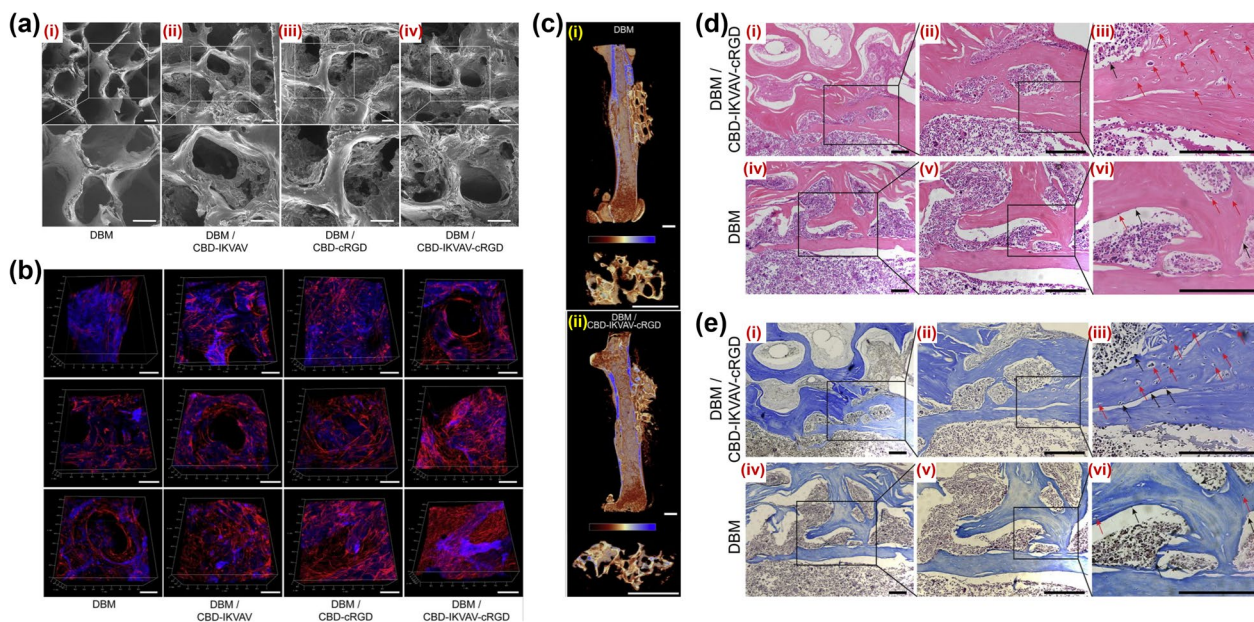 (a)
(i)
(ii)
(iii)
(iv)
DBM
DBM /
CBD-IKVAV
DBM /
CBD-cRGD
DBM /
CBD-IKVAV-cRGD
(b)
DBM
DBM /
CBD-IKVAV
DBM /
CBD-cRGD
DBM /
CBD-IKVAV-cRGD
(c)
(i)
DBM
(ii)
DBM /
CBD-IKVAV-cRGD
(d)
DBM /
CBD-IKVAV-cRGD
(i)
(ii)
(iii)
DBM
(iv)
(v)
(vi)
(e)
DBM /
CBD-IKVAV-cRGD
(i)
(ii)
(iii)
DBM
(iv)
(v)
(vi)